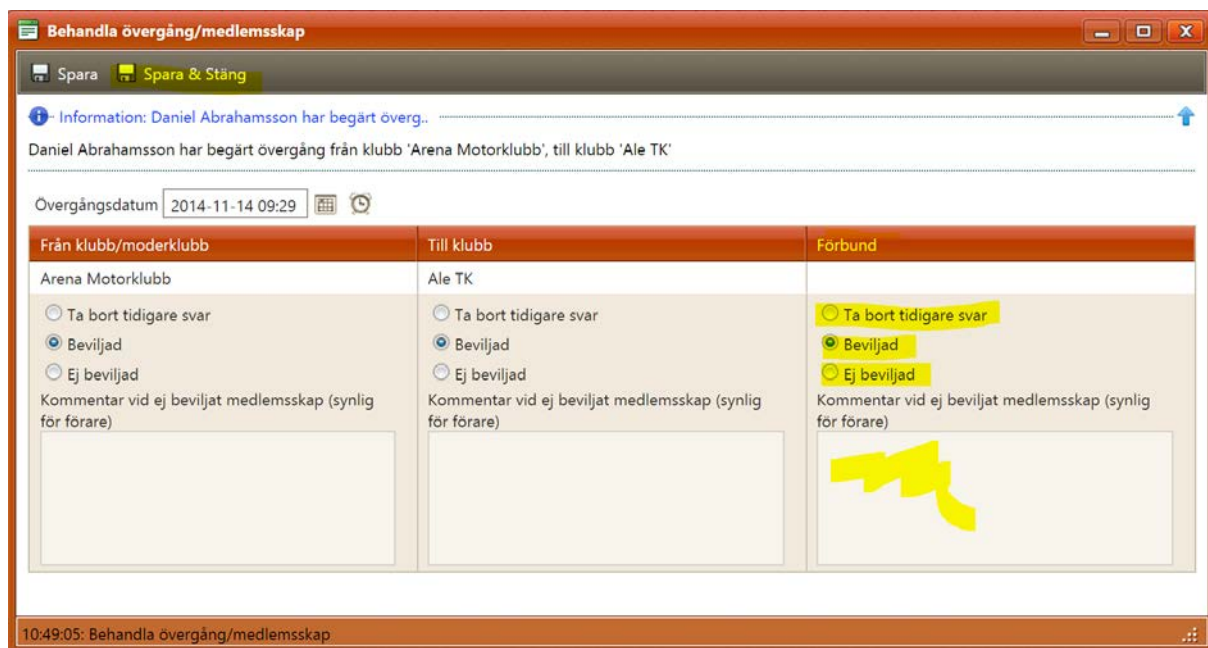 Behandla övergång/medlemsskap
Spara Spara & Stäng
Information: Daniel Abrahamsson har begärt överg..
Daniel Abrahamsson har begärt övergång från klubb 'Arena Motorklubb', till klubb 'Ale TK'
Övergångsdatum 2014-11-14 09:29
Från klubb/moderklubb Till klubb Förbund
Arena Motorklubb Ale TK
Ta bort tidigare svar Ta bort tidigare svar Ta bort tidigare svar
Beviljad Beviljad Beviljad
Ej beviljad Ej beviljad Ej beviljad
Kommentar vid ej beviljat medlemsskap (synlig Kommentar vid ej beviljat medlemsskap (synlig Kommentar vid ej beviljat medlemsskap (synlig
för förare) för förare) för förare)
10:49:05: Behandla övergång/medlemsskap